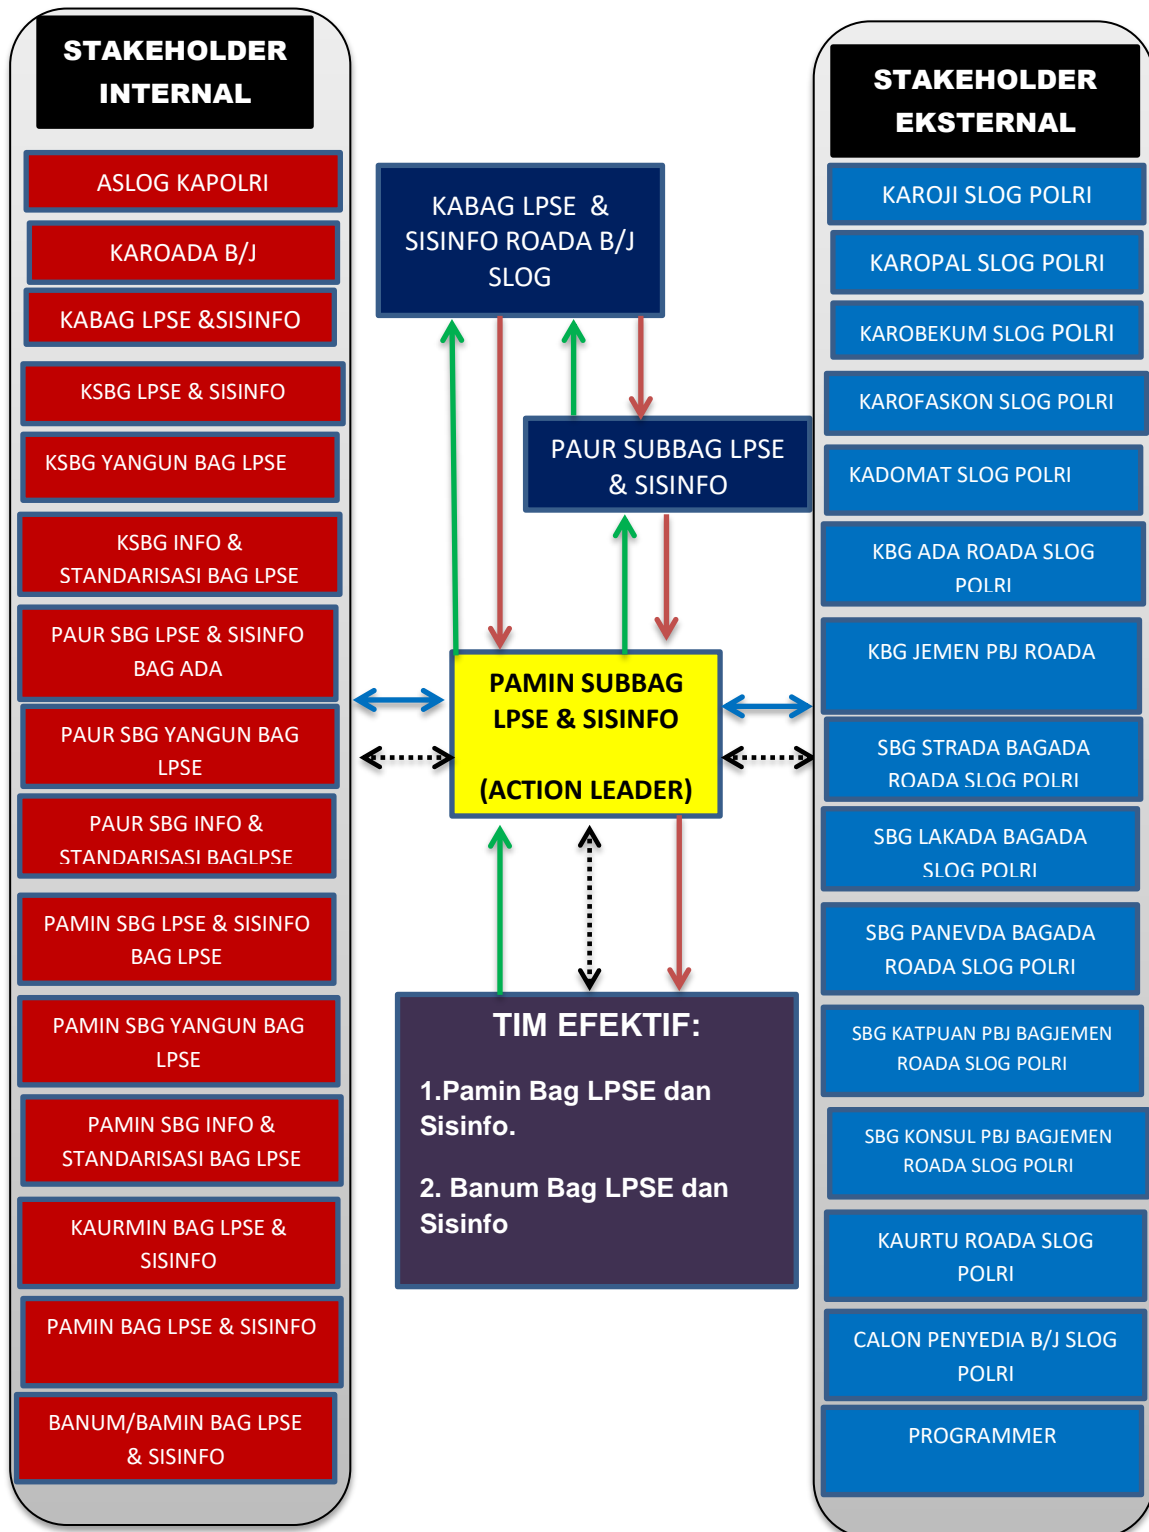 STAKEHOLDER
INTERNAL
ASLOG KAPOLRI
KAROADA B/J
KABAG LPSE &SISINFO
KSBG LPSE & SISINFO
KSBG YANGUN BAG LPSE
KSBG INFO &
STANDARISASI BAG LPSE
PAUR SBG LPSE & SISINFO
BAG ADA
PAUR SBG YANGUN BAG
LPSE
PAUR SBG INFO &
STANDARISASI BAGLPSE
PAMIN SBG LPSE & SISINFO
BAG LPSE
PAMIN SBG YANGUN BAG
LPSE
PAMIN SBG INFO &
STANDARISASI BAG LPSE
KAURMIN BAG LPSE &
SISINFO
PAMIN BAG LPSE & SISINFO
BANUM/BAMIN BAG LPSE
& SISINFO
KABAG LPSE &
SISINFO ROADA B/J
SLOG
PAUR SUBBAG LPSE
& SISINFO
PAMIN SUBBAG
LPSE & SISINFO
(ACTION LEADER)
TIM EFEKTIF:
1.Pamin Bag LPSE dan
Sisinfo.
2. Banum Bag LPSE dan
Sisinfo
STAKEHOLDER
EKSTERNAL
KAROJI SLOG POLRI
KAROPAL SLOG POLRI
KAROBEKUM SLOG POLRI
KAROFASKON SLOG POLRI
KADOMAT SLOG POLRI
KBG ADA ROADA SLOG
POLRI
KBG JEMEN PBJ ROADA
SBG STRADA BAGADA
ROADA SLOG POLRI
SBG LAKADA BAGADA
SLOG POLRI
SBG PANEVDA BAGADA
ROADA SLOG POLRI
SBG KATPUAN PBJ BAGJEMEN
ROADA SLOG POLRI
SBG KONSUL PBJ BAGJEMEN
ROADA SLOG POLRI
KAURTU ROADA SLOG
POLRI
CALON PENYEDIA B/J SLOG
POLRI
PROGRAMMER